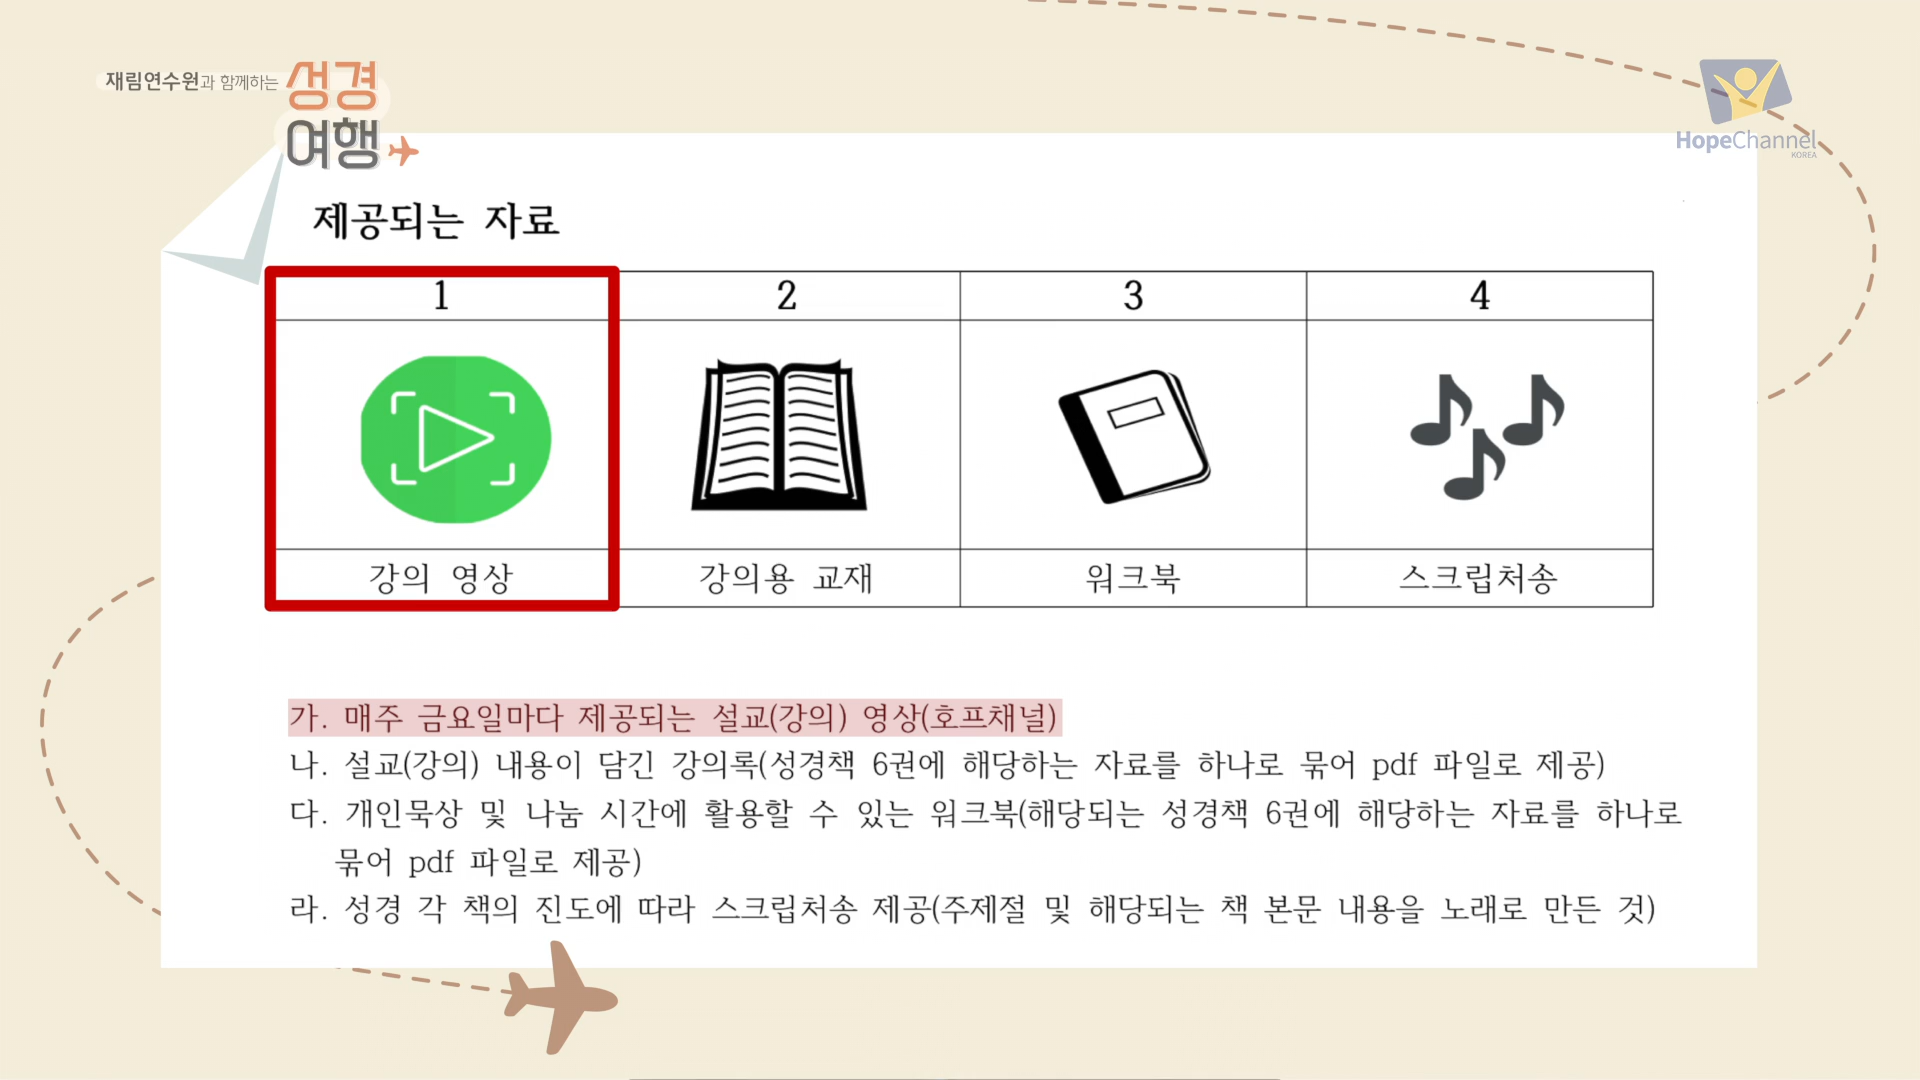 재림연수원과 함께하는 성경
여행
HopeChannel
KOREA
제공되는 자료
1 2 3 4
강의 영상 강의용 교재 워크북 스크립처송
가. 매주 금요일마다 제공되는 설교(강의) 영상(호프채널)
나. 설교(강의) 내용이 담긴 강의록(성경책 6권에 해당하는 자료를 하나로 묶어 pdf 파일로 제공)
다. 개인묵상 및 나눔 시간에 활용할 수 있는 워크북(해당되는 성경책 6권에 해당하는 자료를 하나로
묶어 pdf 파일로 제공)
라. 성경 각 책의 진도에 따라 스크립처송 제공(주제절 및 해당되는 책 본문 내용을 노래로 만든 것)